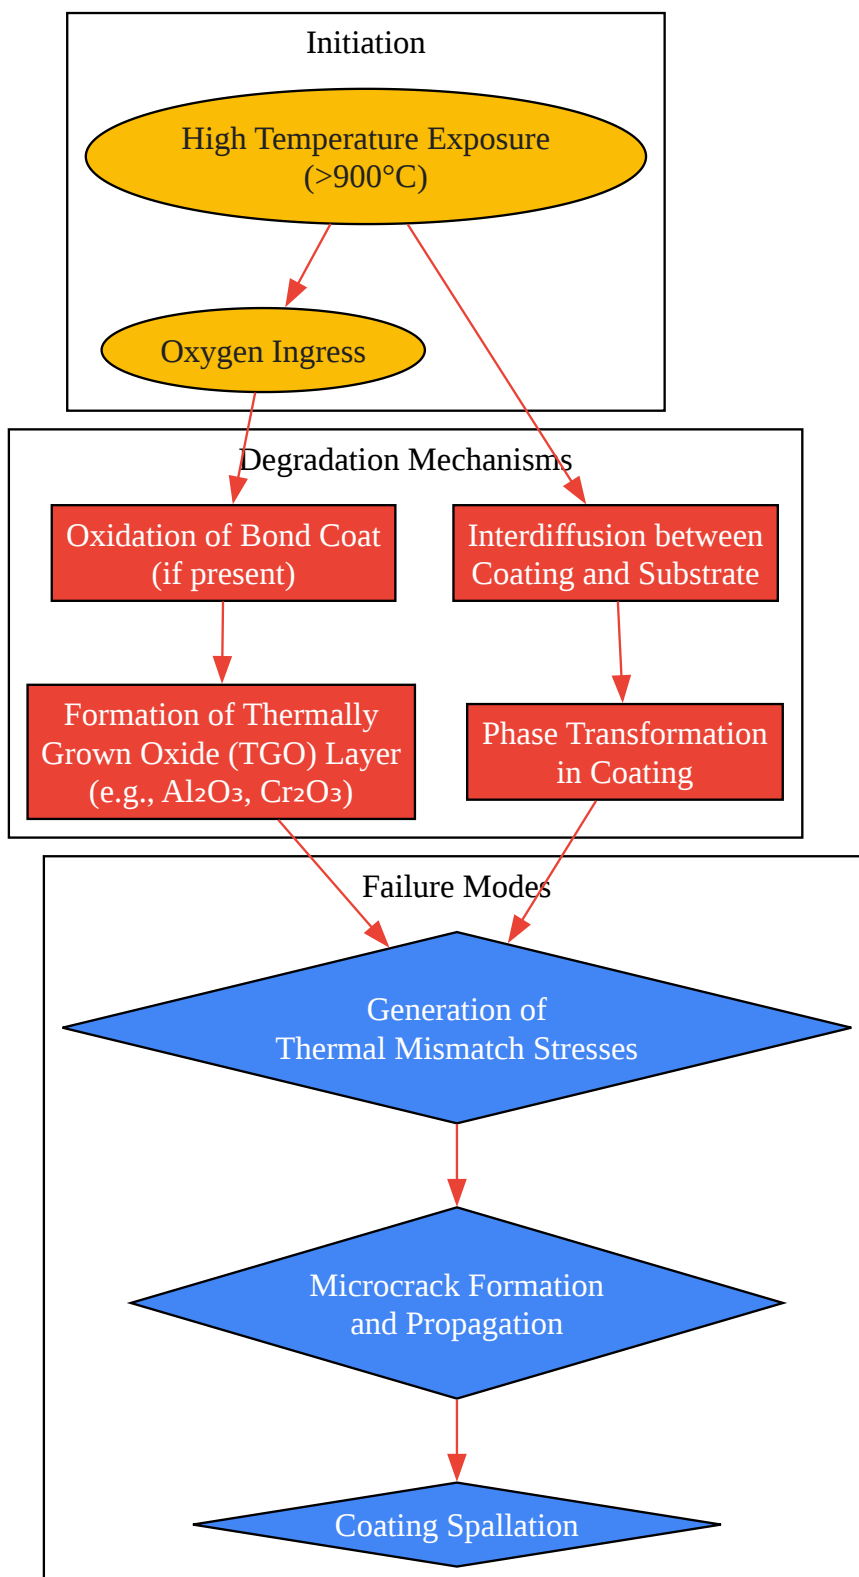 Initiation
High Temperature Exposure
(>900°C)
Oxygen Ingress
Degradation Mechanisms
Oxidation of Bond Coat
(if present)
Interdiffusion between
Coating and Substrate
Formation of Thermally
Grown Oxide (TGO) Layer
(e.g., Al₂O₃, Cr₂O₃)
Phase Transformation
in Coating
Failure Modes
Generation of
Thermal Mismatch Stresses
Microcrack Formation
and Propagation
Coating Spallation